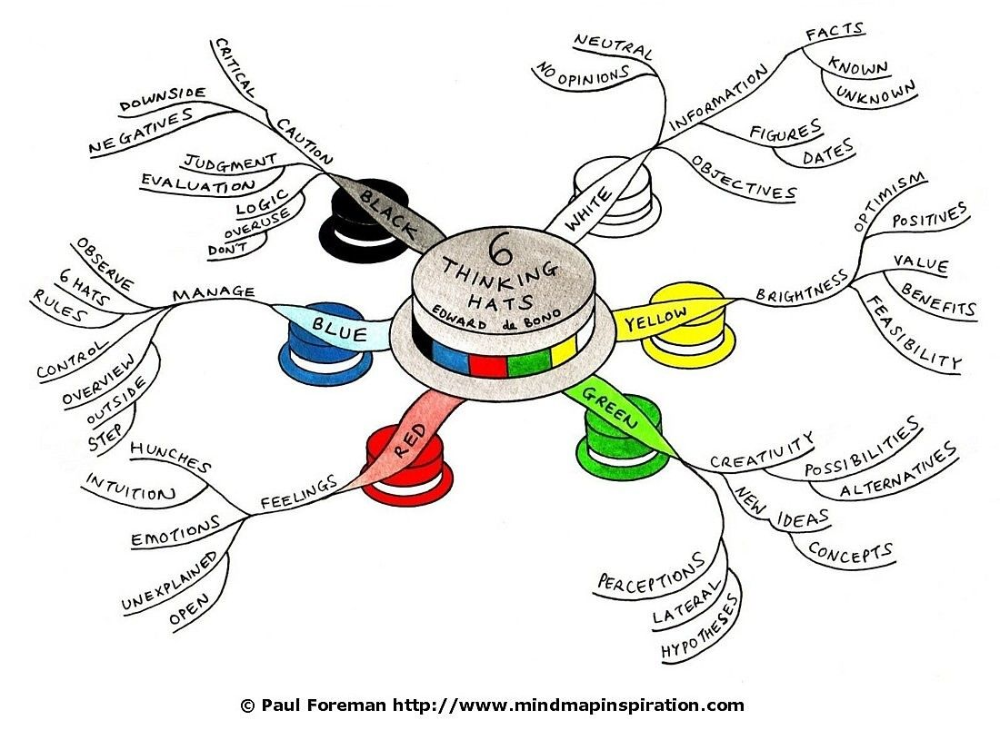 6
THINKING
HATS
EDWARD de BONO
WHITE
NEUTRAL
NO OPINIONS
INFORMATION
FACTS
KNOWN
UNKNOWN
FIGURES
DATES
OBJECTIVES
YELLOW
BRIGHTNESS
OPTIMISM
POSITIVES
VALUE
BENEFITS
FEASIBILITY
GREEN
CREATIVITY
POSSIBILITIES
ALTERNATIVES
NEW IDEAS
CONCEPTS
PERCEPTIONS
LATERAL
HYPOTHESES
RED
FEELINGS
HUNCHES
INTUITION
EMOTIONS
UNEXPLAINED
OPEN
BLUE
MANAGE
OBSERVE
6 HATS
RULES
CONTROL
OVERVIEW
OUTSIDE
STEP
BLACK
CAUTION
CRITICAL
DOWNSIDE
NEGATIVES
JUDGMENT
EVALUATION
LOGIC
OVERUSE
DON'T
© Paul Foreman http://www.mindmapinspiration.com